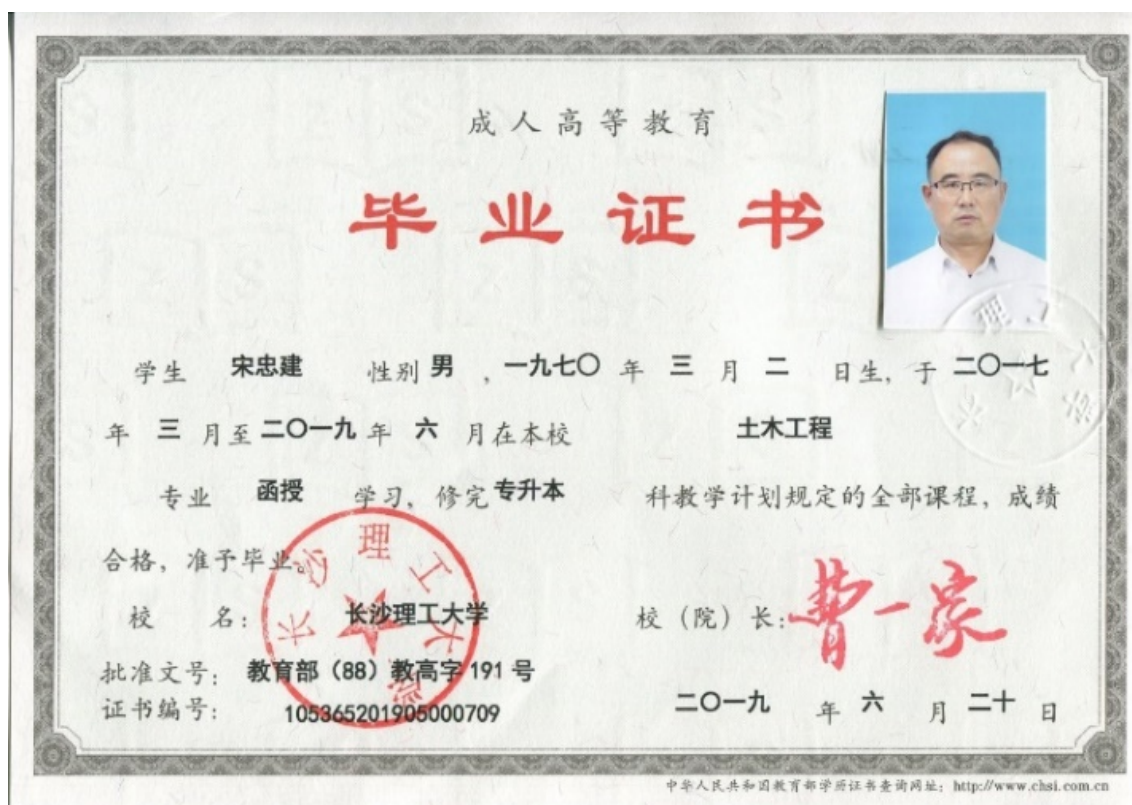 成人高等教育
毕业证书
学生 宋忠建 性别 男 ，一九七〇 年 三 月 二 日生，于 二〇一七
年 三 月至 二〇一九 年 六 月在本校 土木工程
专业 函授 学习，修完 专升本 科教学计划规定的全部课程，成绩
合格，准予毕业。
校 名： 长沙理工大学
校（院）长：曹一家
批准文号： 教育部（88）教高字 191 号
证书编号： 105365201905000709
二〇一九 年 六 月 二十 日
长沙理工大学
中华人民共和国教育部学历证书查询网址：http://www.chsi.com.cn